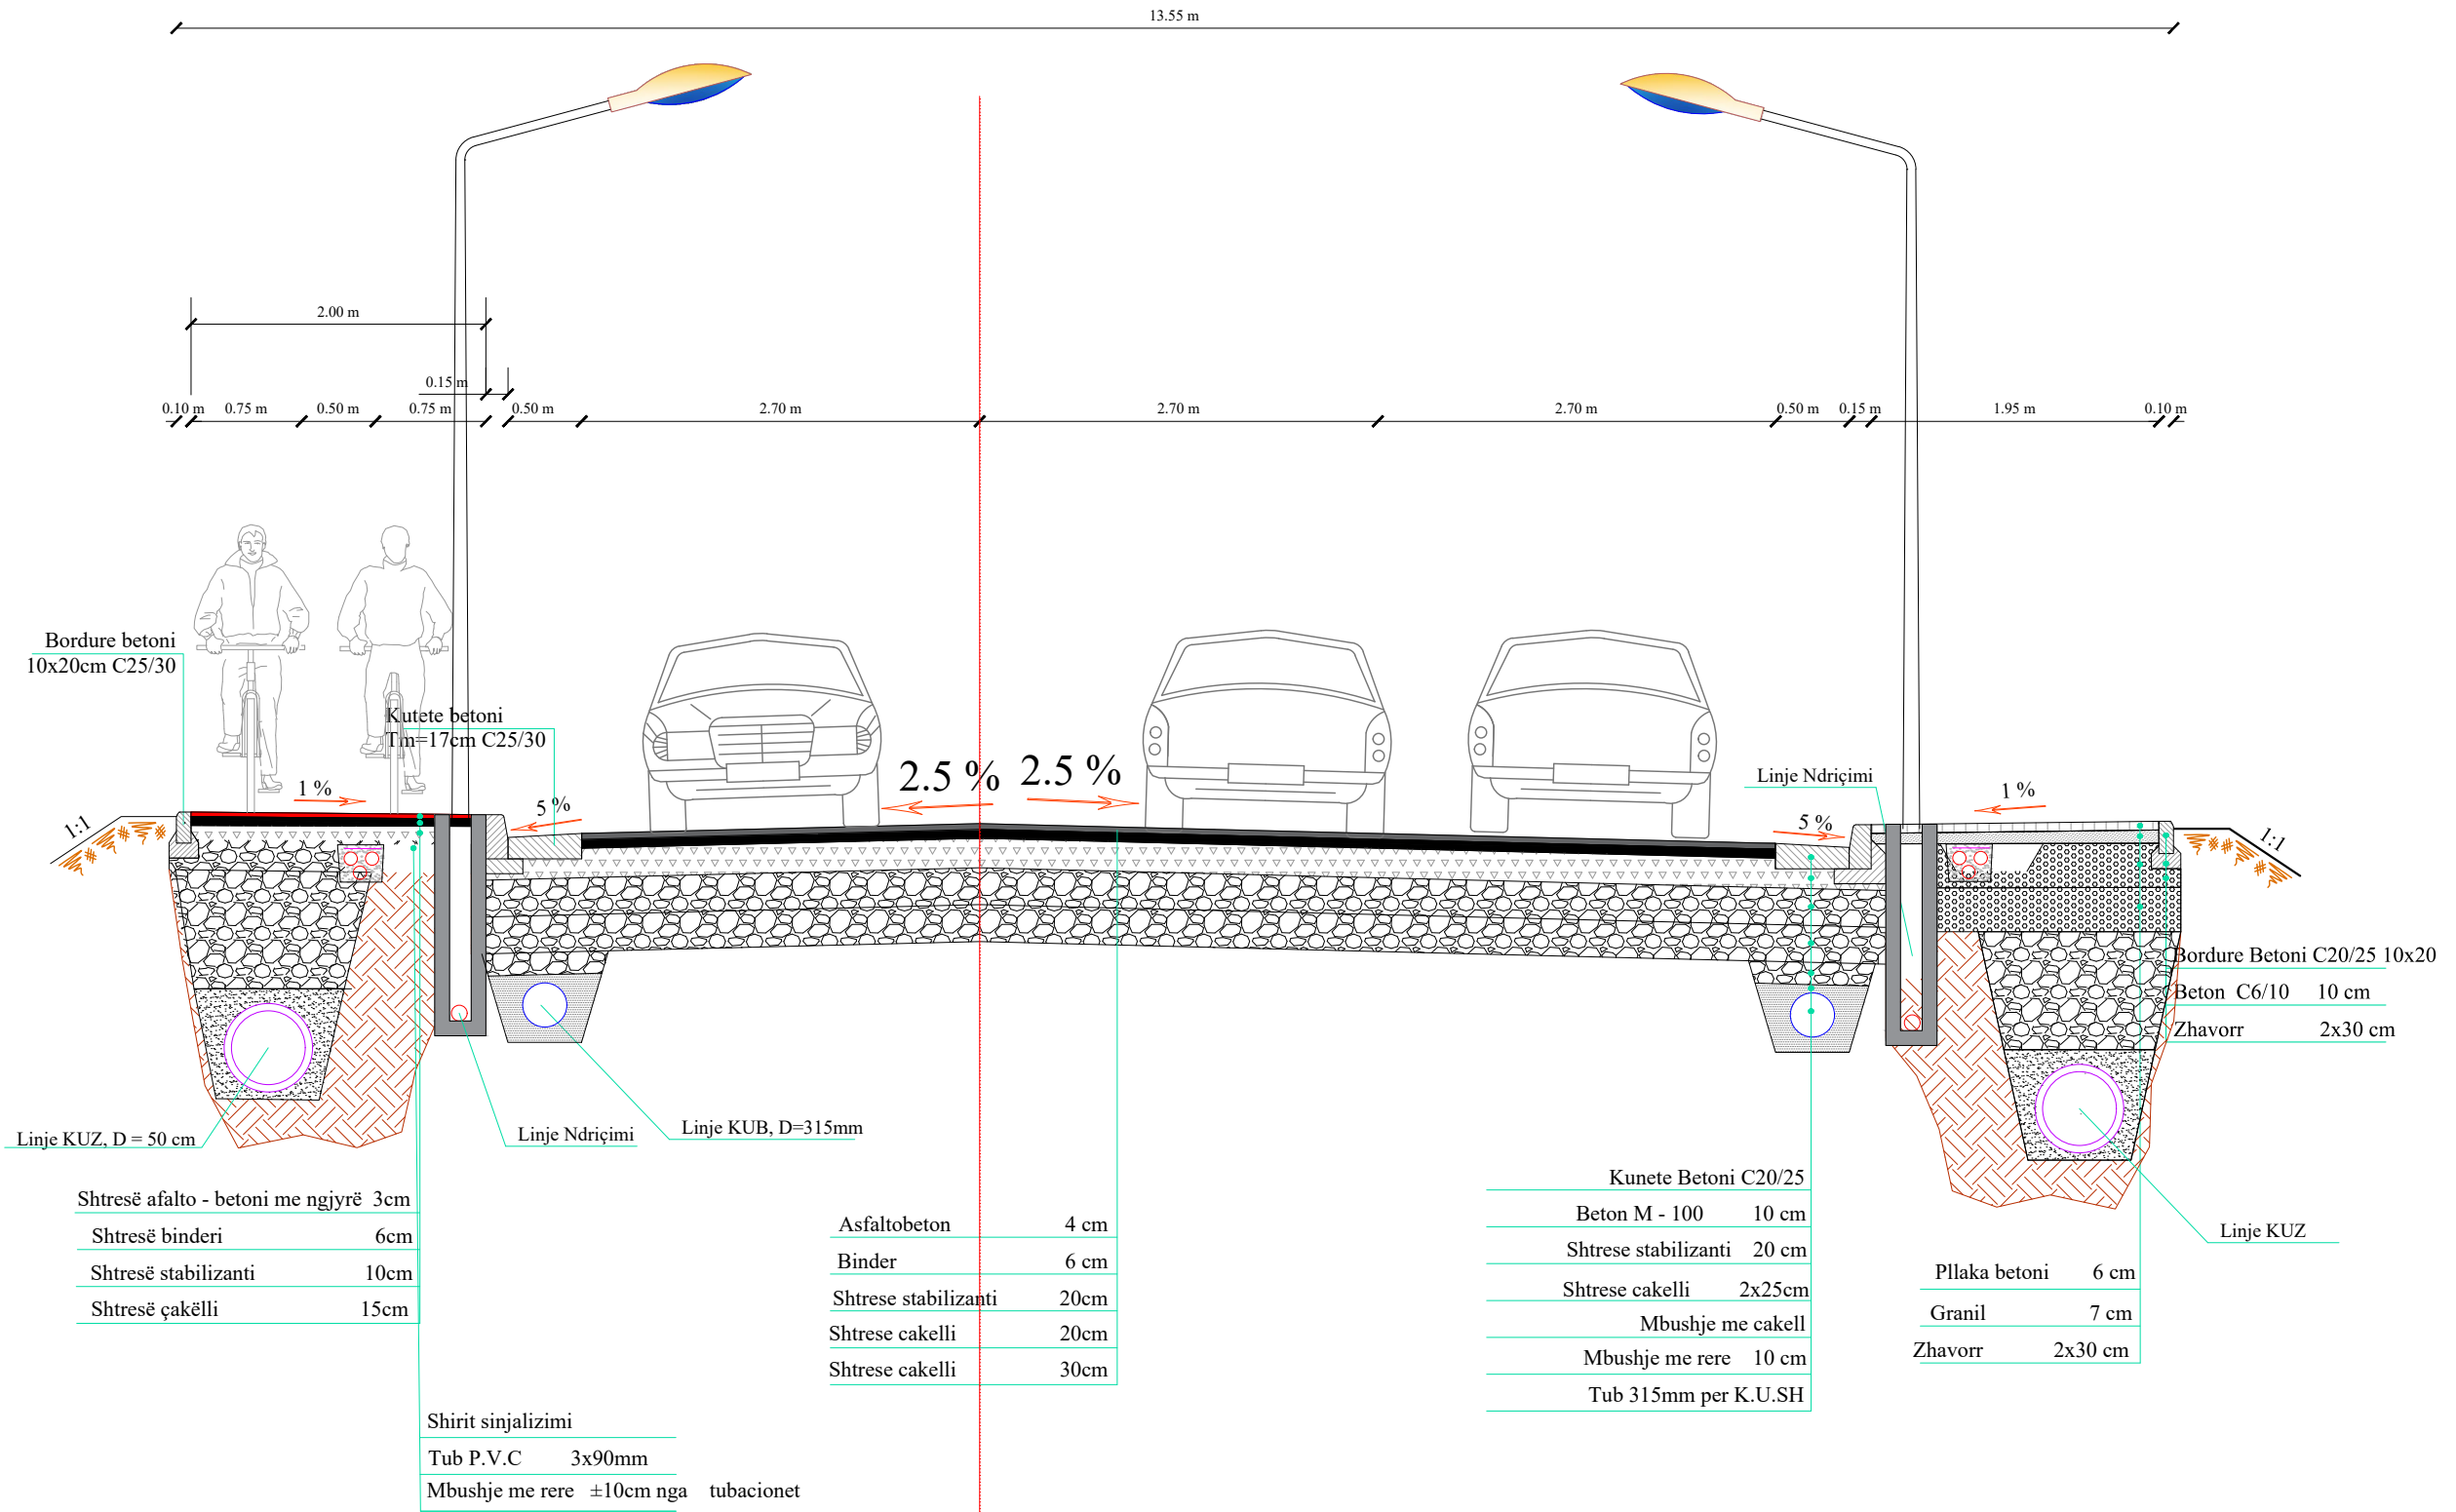 13.55 m
2.00 m
0.15 m
0.10 m 0.75 m 0.50 m 0.75 m 0.50 m 2.70 m 2.70 m 2.70 m 0.50 m 0.15 m 1.95 m 0.10 m
Bordure betoni
10x20cm C25/30
Kutete betoni
Tm=17cm C25/30
2.5 % 2.5 %
Linje Ndriçimi
1 %
1 %
5 %
5 %
1:1
1:1
Bordure Betoni C20/25 10x20
Beton C6/10 10 cm
Zhavorr 2x30 cm
Linje KUZ, D = 50 cm
Linje Ndriçimi
Linje KUB, D=315mm
Linje KUZ
Shtresë afalto - betoni me ngjyrë 3cm
Shtresë binderi 6cm
Shtresë stabilizanti 10cm
Shtresë çakëlli 15cm
Asfaltobeton 4 cm
Binder 6 cm
Shtrese stabilizanti 20cm
Shtrese cakelli 20cm
Shtrese cakelli 30cm
Kunete Betoni C20/25
Beton M - 100 10 cm
Shtrese stabilizanti 20 cm
Shtrese cakelli 2x25cm
Mbushje me cakell
Mbushje me rere 10 cm
Tub 315mm per K.U.SH
Pllaka betoni 6 cm
Granil 7 cm
Zhavorr 2x30 cm
Shirit sinjalizimi
Tub P.V.C 3x90mm
Mbushje me rere ±10cm nga tubacionet